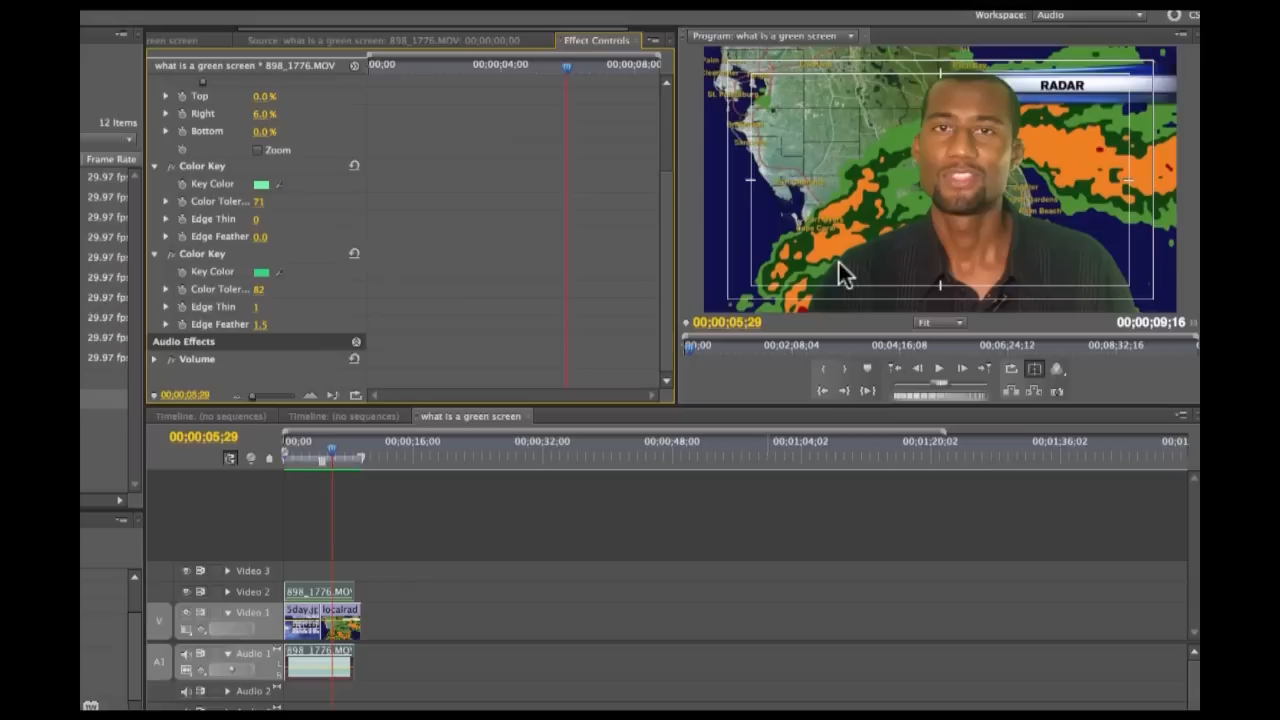 Workspace: Audio
reen screen Source: what is a green screen: 898_1776.MOV: 00;00;00;00 Effect Controls
Program: what is a green screen
what is a green screen * 898_1776.MOV
00;00 00;00;04;00 00;00;08;00
Top 0.0 %
Right 6.0 %
Bottom 0.0 %
Zoom
Color Key
Key Color
Color Toler... 71
Edge Thin 0
Edge Feather 0.0
Color Key
Key Color
Color Toler... 82
Edge Thin 1
Edge Feather 1.5
Audio Effects
Volume
00;00;05;29
12 Items
Frame Rate
29.97 fp
29.97 fp
29.97 fp
29.97 fp
29.97 fp
29.97 fp
29.97 fp
29.97 fp
29.97 fp
29.97 fp
RADAR
Cape Coral
00;00;05;29 Fit 00;00;09;16
00;00 00;02;08;04 00;04;16;08 00;06;24;12 00;08;32;16
Timeline: (no sequences) Timeline: (no sequences) what is a green screen
00;00;05;29
00;00 00;00;16;00 00;00;32;00 00;00;48;00 00;01;04;02 00;01;20;02 00;01;36;02 00;01
Video 3
Video 2 898_1776.MOV
V Video 1 5day.jp localrad
A1 Audio 1 898_1776.MOV
L
R
Audio 2